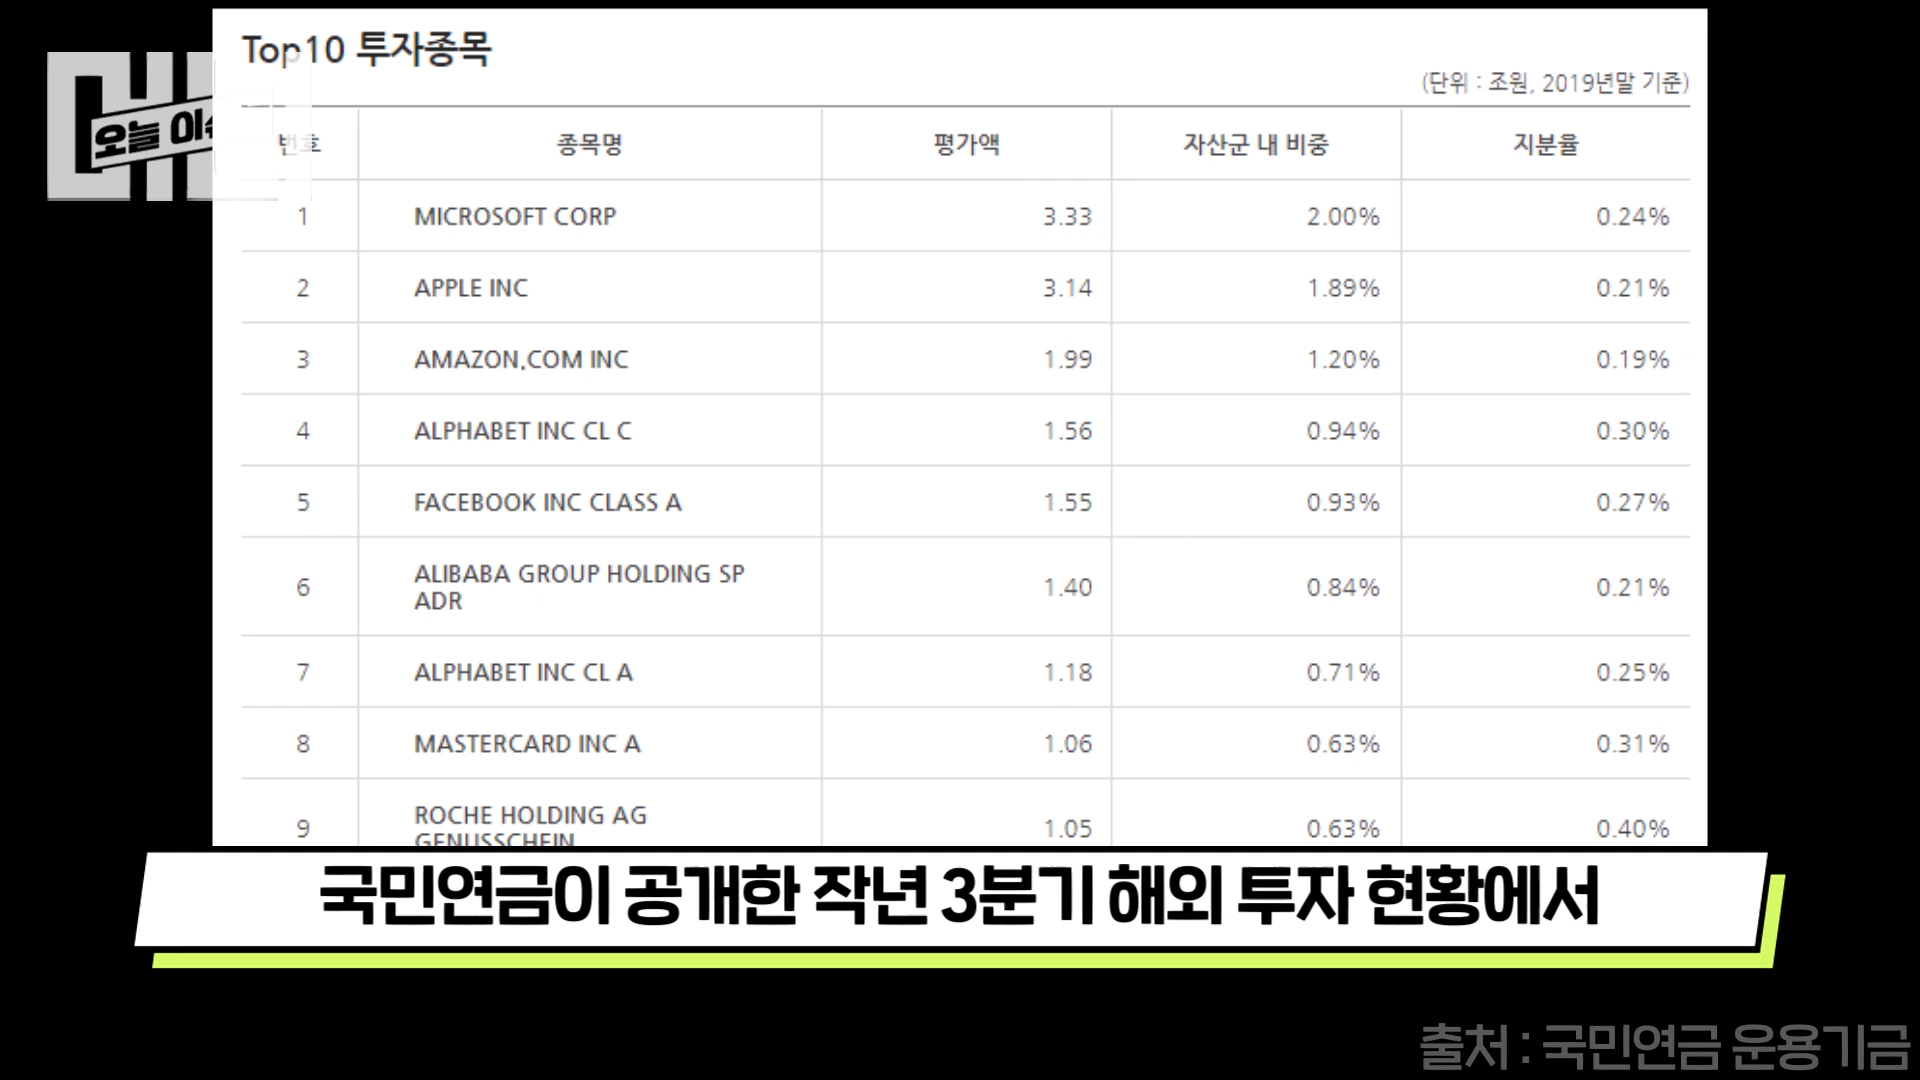 Top10 투자종목
(단위 : 조원, 2019년말 기준)
오늘 이슈
번호 종목명 평가액 자산군 내 비중 지분율
1 MICROSOFT CORP 3.33 2.00% 0.24%
2 APPLE INC 3.14 1.89% 0.21%
3 AMAZON.COM INC 1.99 1.20% 0.19%
4 ALPHABET INC CL C 1.56 0.94% 0.30%
5 FACEBOOK INC CLASS A 1.55 0.93% 0.27%
6 ALIBABA GROUP HOLDING SP
ADR 1.40 0.84% 0.21%
7 ALPHABET INC CL A 1.18 0.71% 0.25%
8 MASTERCARD INC A 1.06 0.63% 0.31%
9 ROCHE HOLDING AG
GENUSSCHEIN 1.05 0.63% 0.40%
국민연금이 공개한 작년 3분기 해외 투자 현황에서
출처 : 국민연금 운용기금